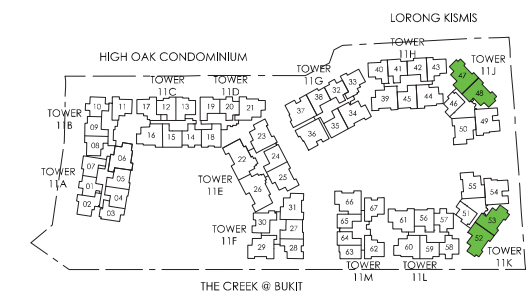 LORONG KISMIS
HIGH OAK CONDOMINIUM
TOWER
11H
TOWER
11J
TOWER
11G
TOWER
11C
TOWER
11D
40 41 42 43
47
48
39 45 44
46
49
50
33
32
38
37
34
35
36
10 11 17 12 13 19 20 21
TOWER
11B
09
08
16 15 14 18
23
22
24
25
26
06
07
05
01
04
02
03
TOWER
11A
TOWER
11E
55
54
51
53
52
TOWER
11K
31
30
27
29
28
TOWER
11F
66
67
65
64
63
62
61 56 57
60 59 58
TOWER
11M
TOWER
11L
THE CREEK @ BUKIT